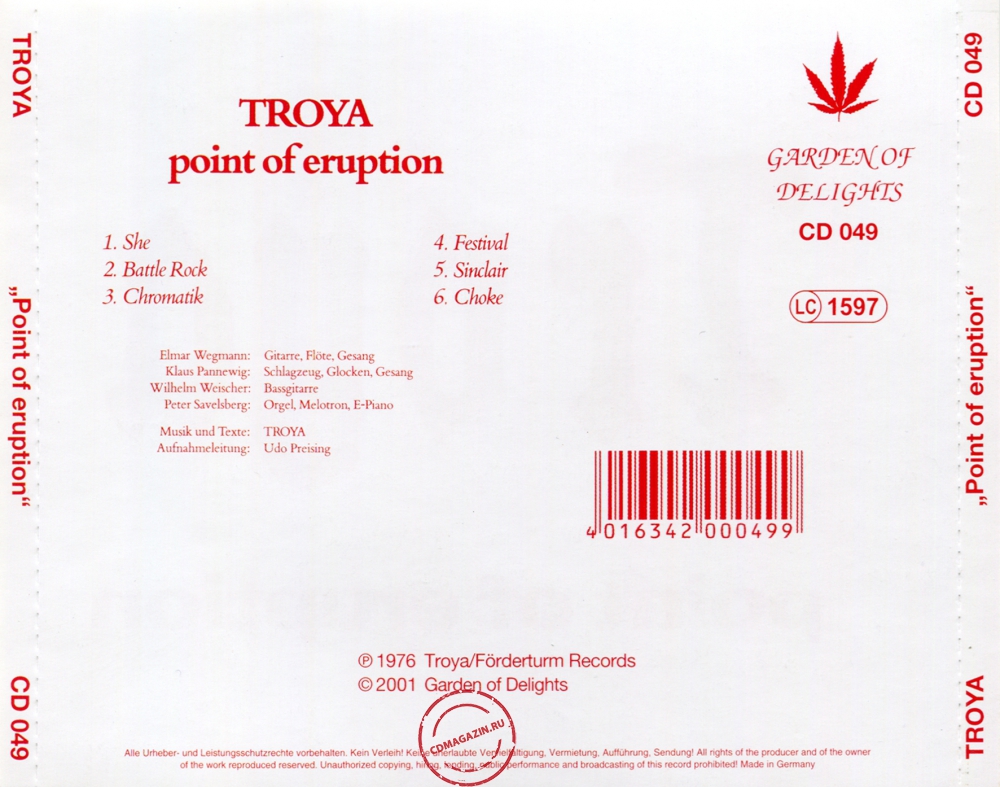 TROYA
„Point of eruption“
CD 049
TROYA
point of eruption
1. She
2. Battle Rock
3. Chromatik
4. Festival
5. Sinclair
6. Choke
Elmar Wegmann: Gitarre, Flöte, Gesang
Klaus Pannewig: Schlagzeug, Glocken, Gesang
Wilhelm Weischer: Bassgitarre
Peter Savelsberg: Orgel, Melotron, E-Piano
Musik und Texte: TROYA
Aufnahmeleitung: Udo Preising
GARDEN OF
DELIGHTS
CD 049
LC 1597
4 016342 000499
℗ 1976 Troya/Förderturm Records
© 2001 Garden of Delights
CDMAGAZIN.RU
Alle Urheber- und Leistungsschutzrechte vorbehalten. Kein Verleih! Keine unerlaubte Vervielfältigung, Vermietung, Aufführung, Sendung! All rights of the producer and of the owner
of the work reproduced reserved. Unauthorized copying, hiring, lending, public performance and broadcasting of this record prohibited! Made in Germany
CD 049
„Point of eruption“
TROYA